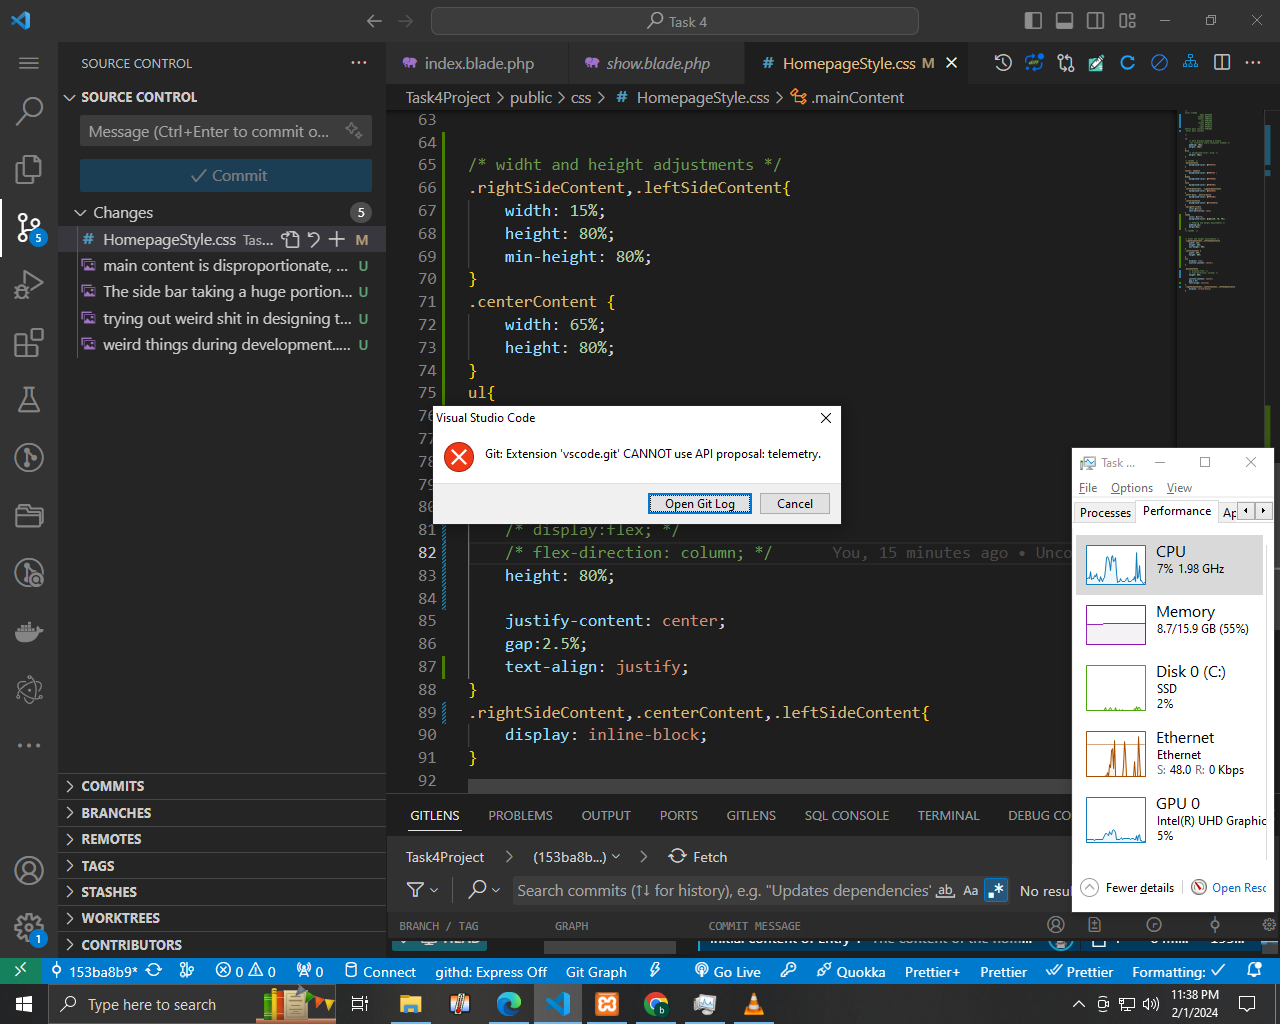 Task 4
SOURCE CONTROL
SOURCE CONTROL
Message (Ctrl+Enter to commit o...
Commit
Changes
5
HomepageStyle.css Tas... M
main content is disproportionate, ... U
The side bar taking a huge portion... U
trying out weird shit in designing t... U
weird things during development.... U
5
COMMITS
BRANCHES
REMOTES
TAGS
STASHES
WORKTREES
CONTRIBUTORS
1
index.blade.php
show.blade.php
# HomepageStyle.css M
Task4Project > public > css > # HomepageStyle.css > .mainContent
63
64
65 /* widht and height adjustments */
66 .rightSideContent,.leftSideContent{
67 width: 15%;
68 height: 80%;
69 min-height: 80%;
70 }
71 .centerContent {
72 width: 65%;
73 height: 80%;
74 }
75 ul{
76
77
78
79
80
81 /* display:flex; */
82 /* flex-direction: column; */ You, 15 minutes ago • Unco
83 height: 80%;
84
85 justify-content: center;
86 gap:2.5%;
87 text-align: justify;
88 }
89 .rightSideContent,.centerContent,.leftSideContent{
90 display: inline-block;
91 }
92
Visual Studio Code
Git: Extension 'vscode.git' CANNOT use API proposal: telemetry.
Open Git Log
Cancel
Task ...
File Options View
Processes Performance Ap
CPU
7% 1.98 GHz
Memory
8.7/15.9 GB (55%)
Disk 0 (C:)
SSD
2%
Ethernet
Ethernet
S: 48.0 R: 0 Kbps
GPU 0
Intel(R) UHD Graphic
5%
Fewer details
Open Resc
GITLENS PROBLEMS OUTPUT PORTS GITLENS SQL CONSOLE TERMINAL DEBUG CO
Task4Project > (153ba8b...) > Fetch
Search commits (↑↓ for history), e.g. "Updates dependencies" ab, Aa .* No resul
BRANCH / TAG GRAPH COMMIT MESSAGE
HEAD
153ba8b9* 0 0 0 Connect githd: Express Off Git Graph Go Live Quokka Prettier+ Prettier Prettier Formatting:
Type here to search
11:38 PM
2/1/2024